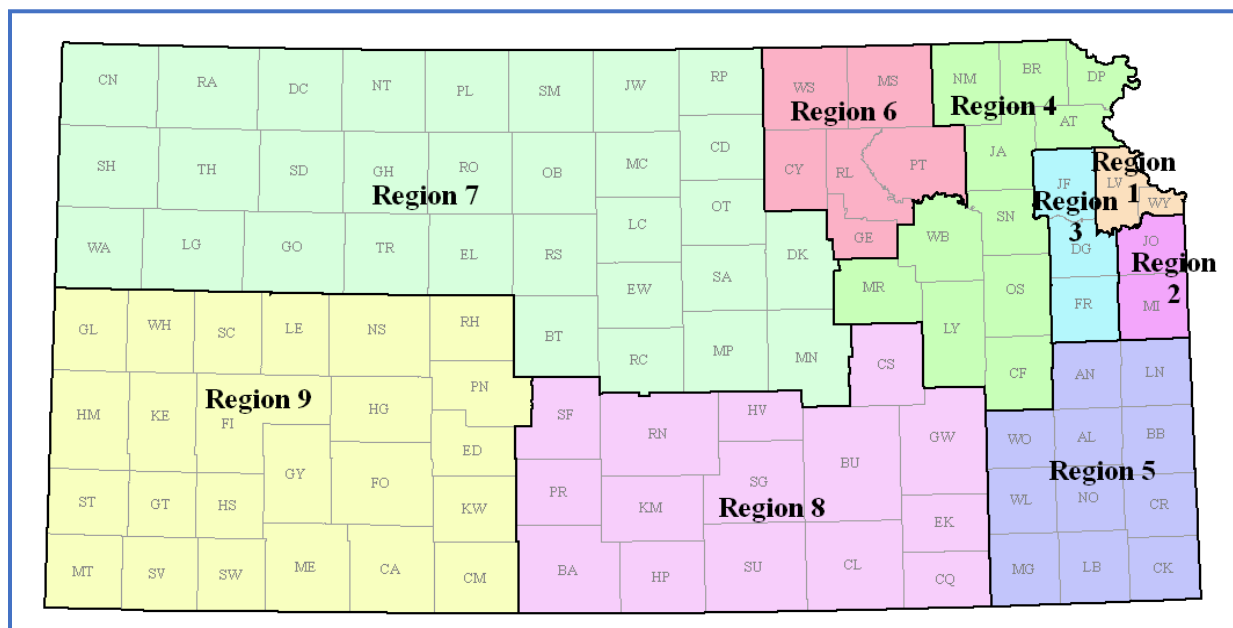 CN RA DC NT PL SM JW RP WS MS NM BR DP
Region 6 Region 4
AT
SH TH SD GH RO OB MC CD CY RL PT JA
Region 7
Region
1
JF LV WY
Region
3
WA LG GO TR EL RS LC OT DK GE WB SN DG JO
Region
2
EW SA MR OS FR MI
GL WH SC LE NS RH BT RC MP MN LY
CS CF AN LN
HM KE FI HG PN SF RN HV BU GW WO AL BB
Region 9
GY ED
Region 5
ST GT HS FO KW PR KM SG EK WL NO CR
Region 8
MT SV SW ME CA CM BA HP SU CL CQ MG LB CK